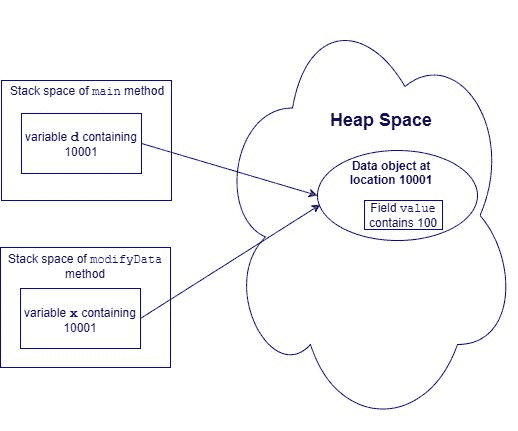 Stack space of main method
variable d containing
10001
Stack space of modifyData
method
variable x containing
10001
Heap Space
Data object at
location 10001
Field value
contains 100